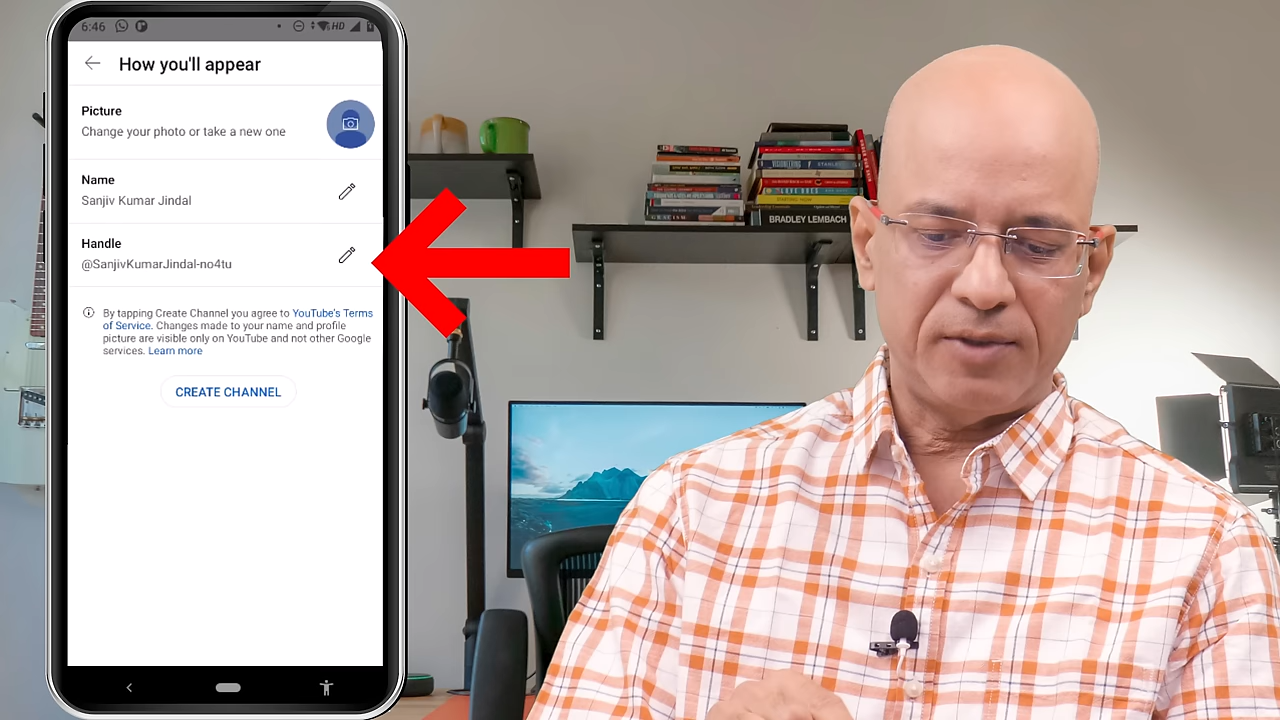 6:46
HD
How you'll appear
Picture
Change your photo or take a new one
Name
Sanjiv Kumar Jindal
Handle
@SanjivKumarJindal-no4tu
By tapping Create Channel you agree to YouTube's Terms
of Service. Changes made to your name and profile
picture are visible only on YouTube and not other Google
services. Learn more
CREATE CHANNEL
BRADLEY LEMBACH